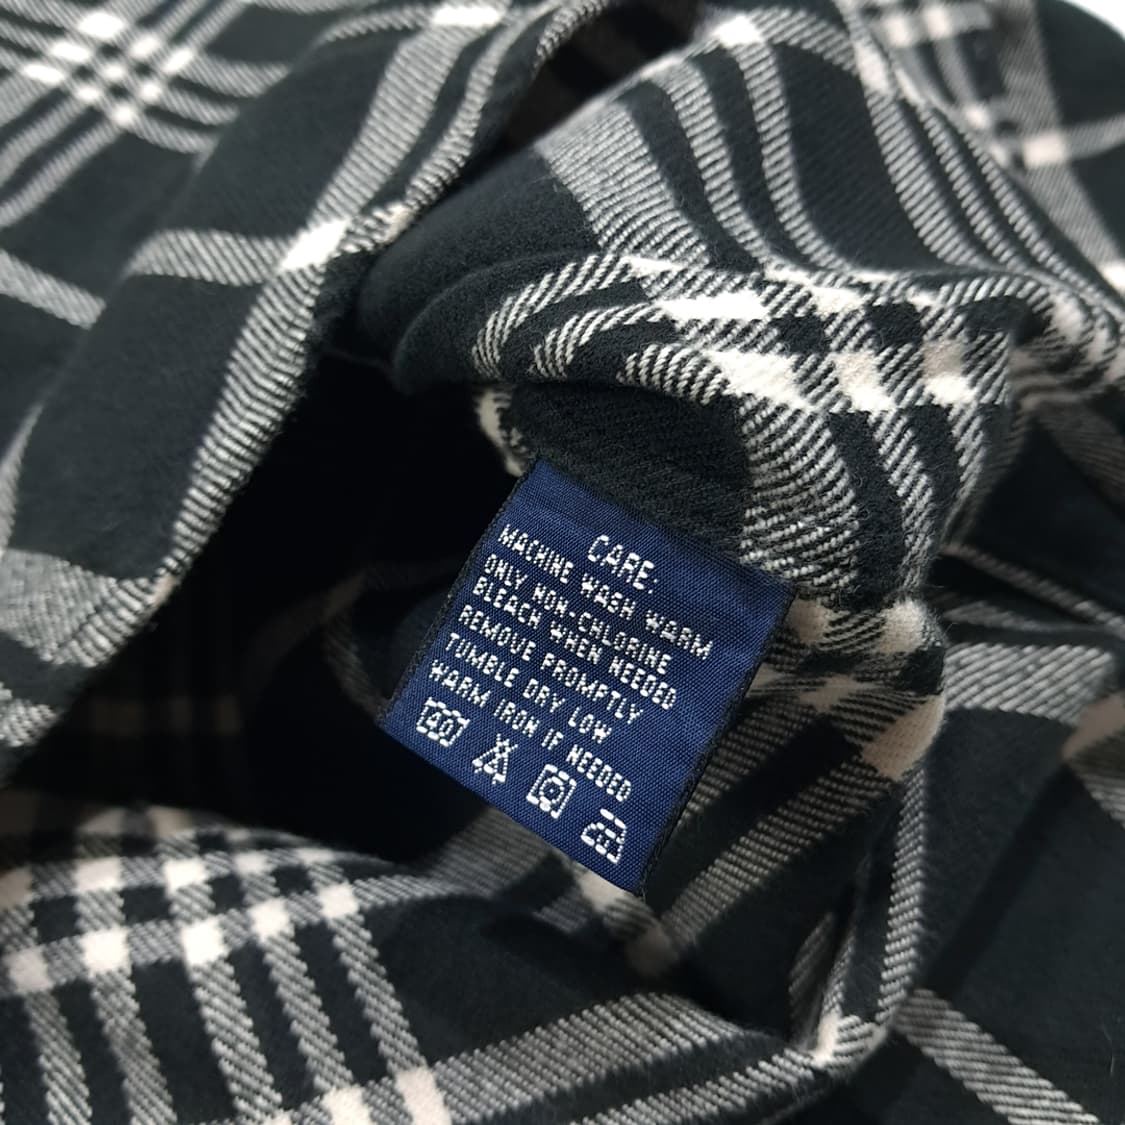 CARE:
MACHINE WASH WARM
ONLY NON-CHLORINE
BLEACH WHEN NEEDED
REMOVE PROMPTLY
TUMBLE DRY LOW
WARM IRON IF NEEDED
40